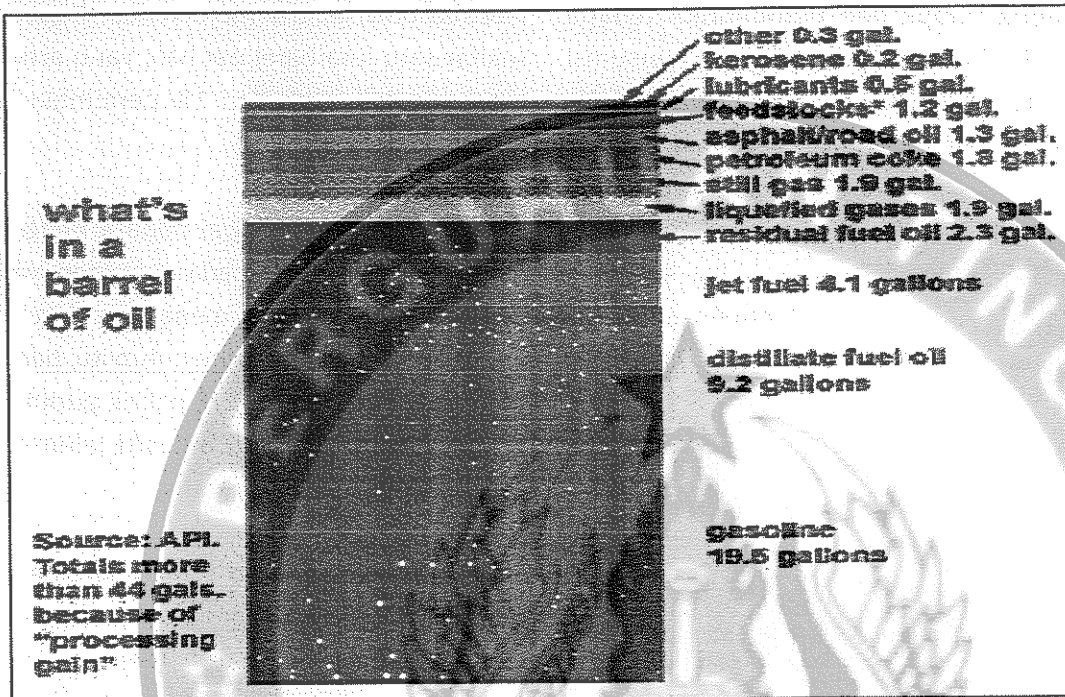 what's
in a
barrel
of oil
other 0.3 gal.
kerosene 0.2 gal.
lubricants 0.5 gal.
feedstocks* 1.2 gal.
asphalt/road oil 1.3 gal.
petroleum coke 1.8 gal.
still gas 1.9 gal.
liquefied gases 1.9 gal.
residual fuel oil 2.3 gal.
jet fuel 4.1 gallons
distillate fuel oil
9.2 gallons
gasoline
19.5 gallons
Source: API.
Totals more
than 44 gals.
because of
"processing
gain"